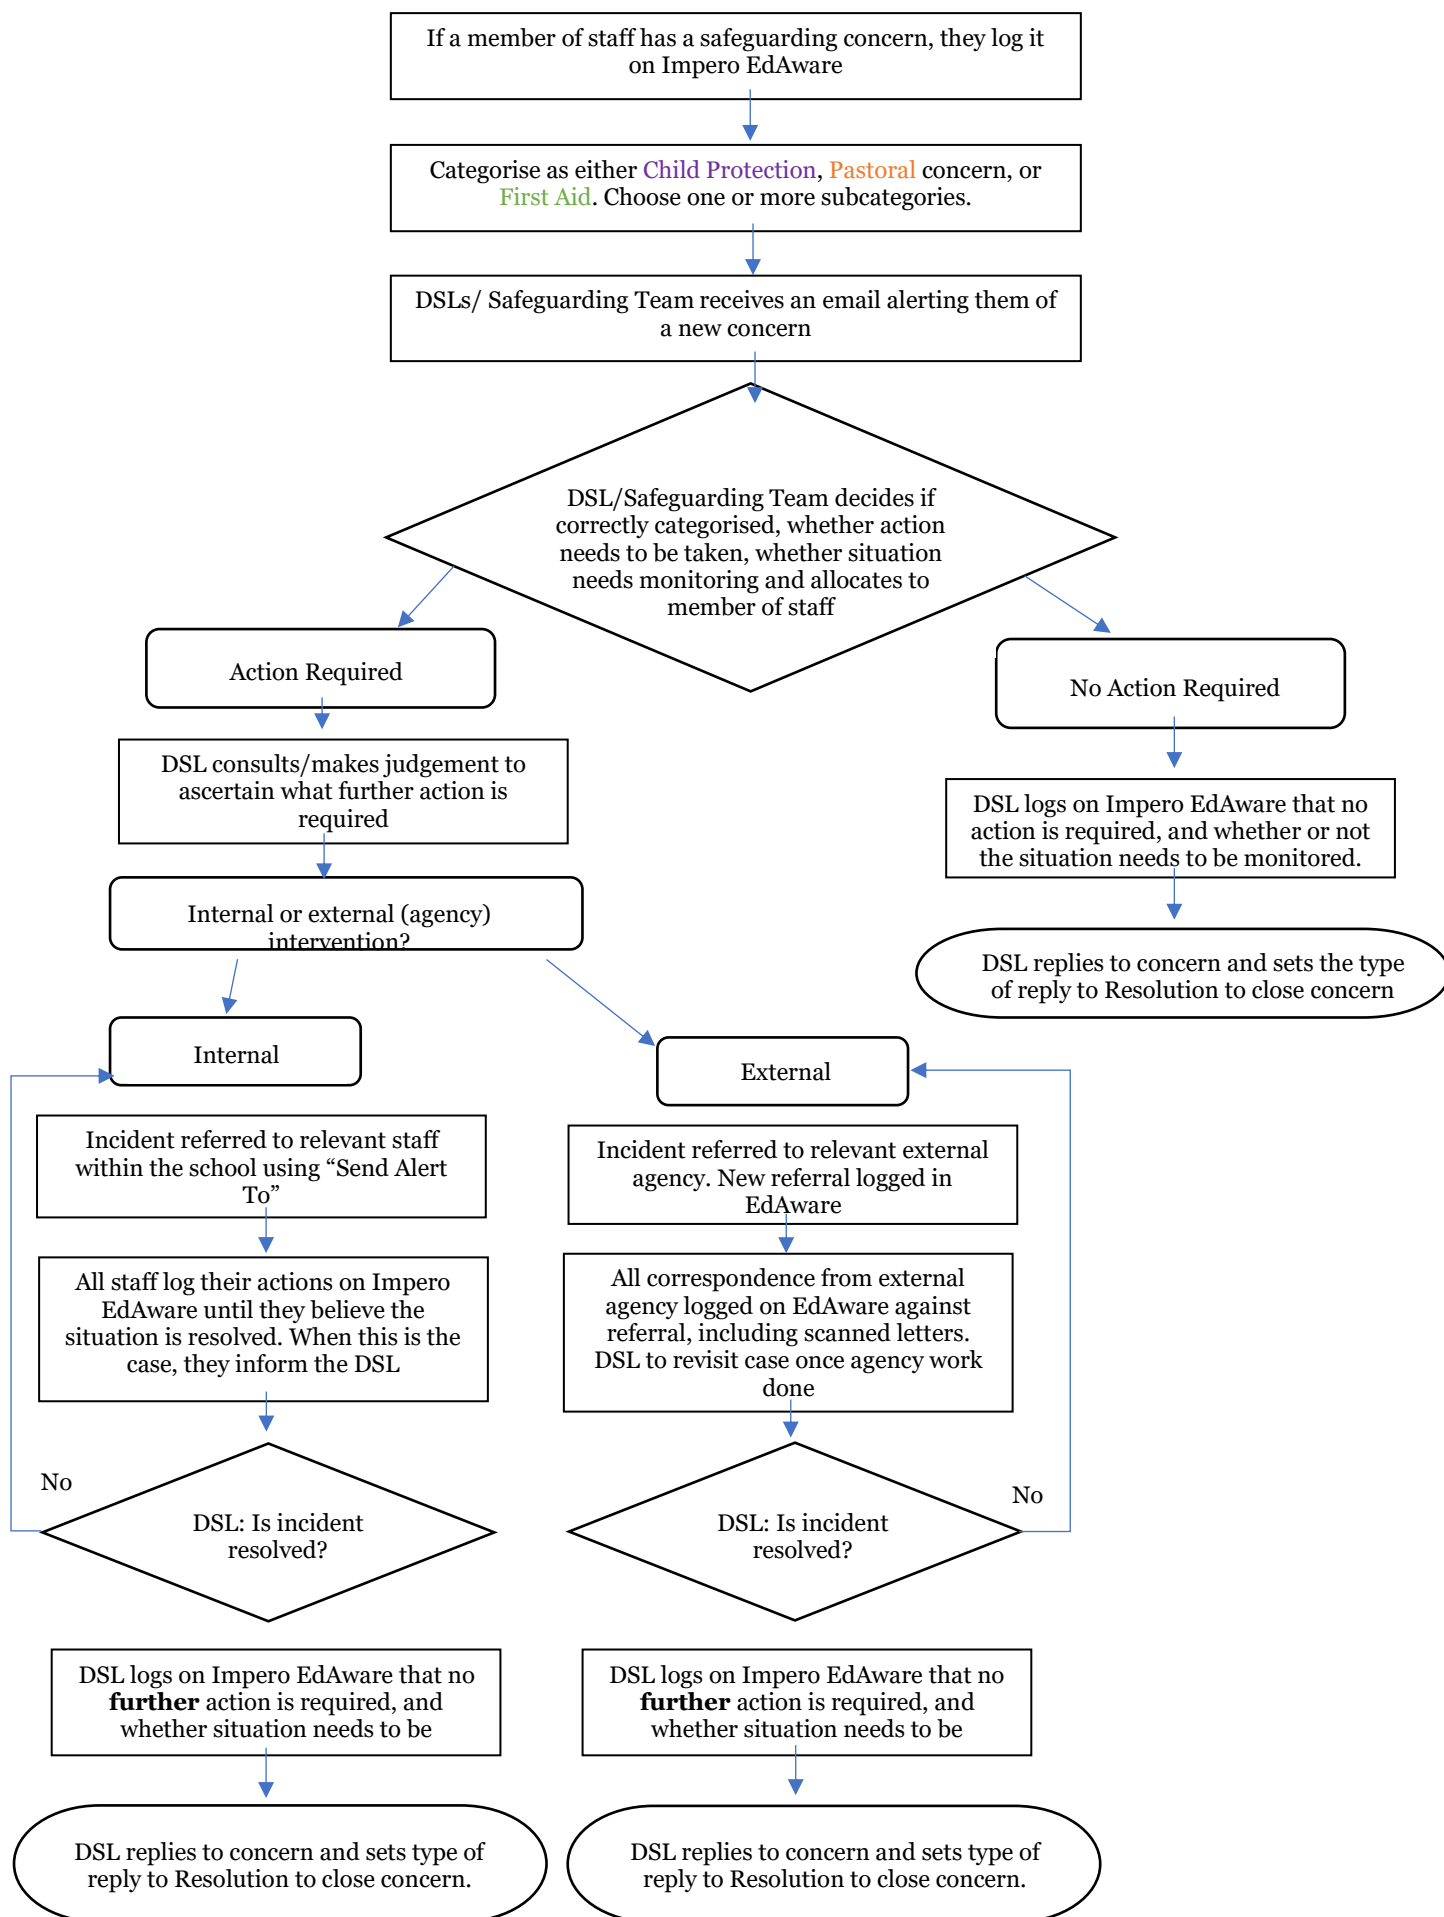 If a member of staff has a safeguarding concern, they log it
on Impero EdAware
Categorise as either Child Protection, Pastoral concern, or
First Aid. Choose one or more subcategories.
DSLs/ Safeguarding Team receives an email alerting them of
a new concern
DSL/Safeguarding Team decides if
correctly categorised, whether action
needs to be taken, whether situation
needs monitoring and allocates to
member of staff
Action Required
No Action Required
DSL consults/makes judgement to
ascertain what further action is
required
DSL logs on Impero EdAware that no
action is required, and whether or not
the situation needs to be monitored.
Internal or external (agency)
intervention?
DSL replies to concern and sets the type
of reply to Resolution to close concern
Internal
External
Incident referred to relevant staff
within the school using “Send Alert
To”
Incident referred to relevant external
agency. New referral logged in
EdAware
All staff log their actions on Impero
EdAware until they believe the
situation is resolved. When this is the
case, they inform the DSL
All correspondence from external
agency logged on EdAware against
referral, including scanned letters.
DSL to revisit case once agency work
done
No
DSL: Is incident
resolved?
No
DSL: Is incident
resolved?
DSL logs on Impero EdAware that no
further action is required, and
whether situation needs to be
DSL logs on Impero EdAware that no
further action is required, and
whether situation needs to be
DSL replies to concern and sets type of
reply to Resolution to close concern.
DSL replies to concern and sets type of
reply to Resolution to close concern.